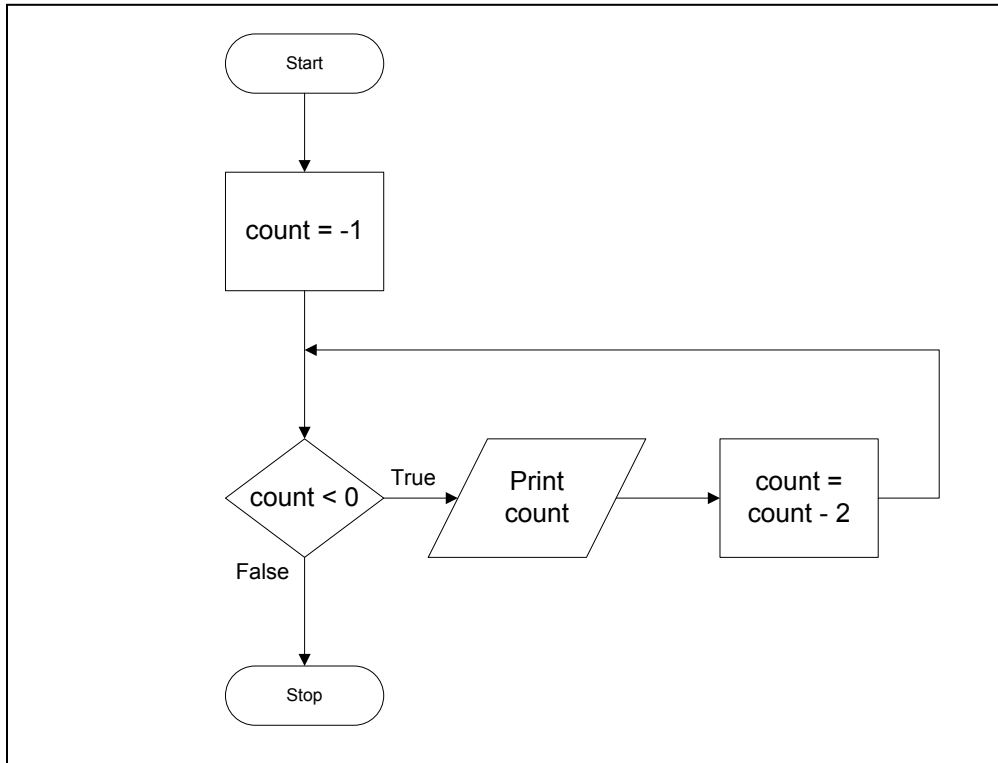 Start
count = -1
count < 0
True
Print
count
count =
count - 2
False
Stop